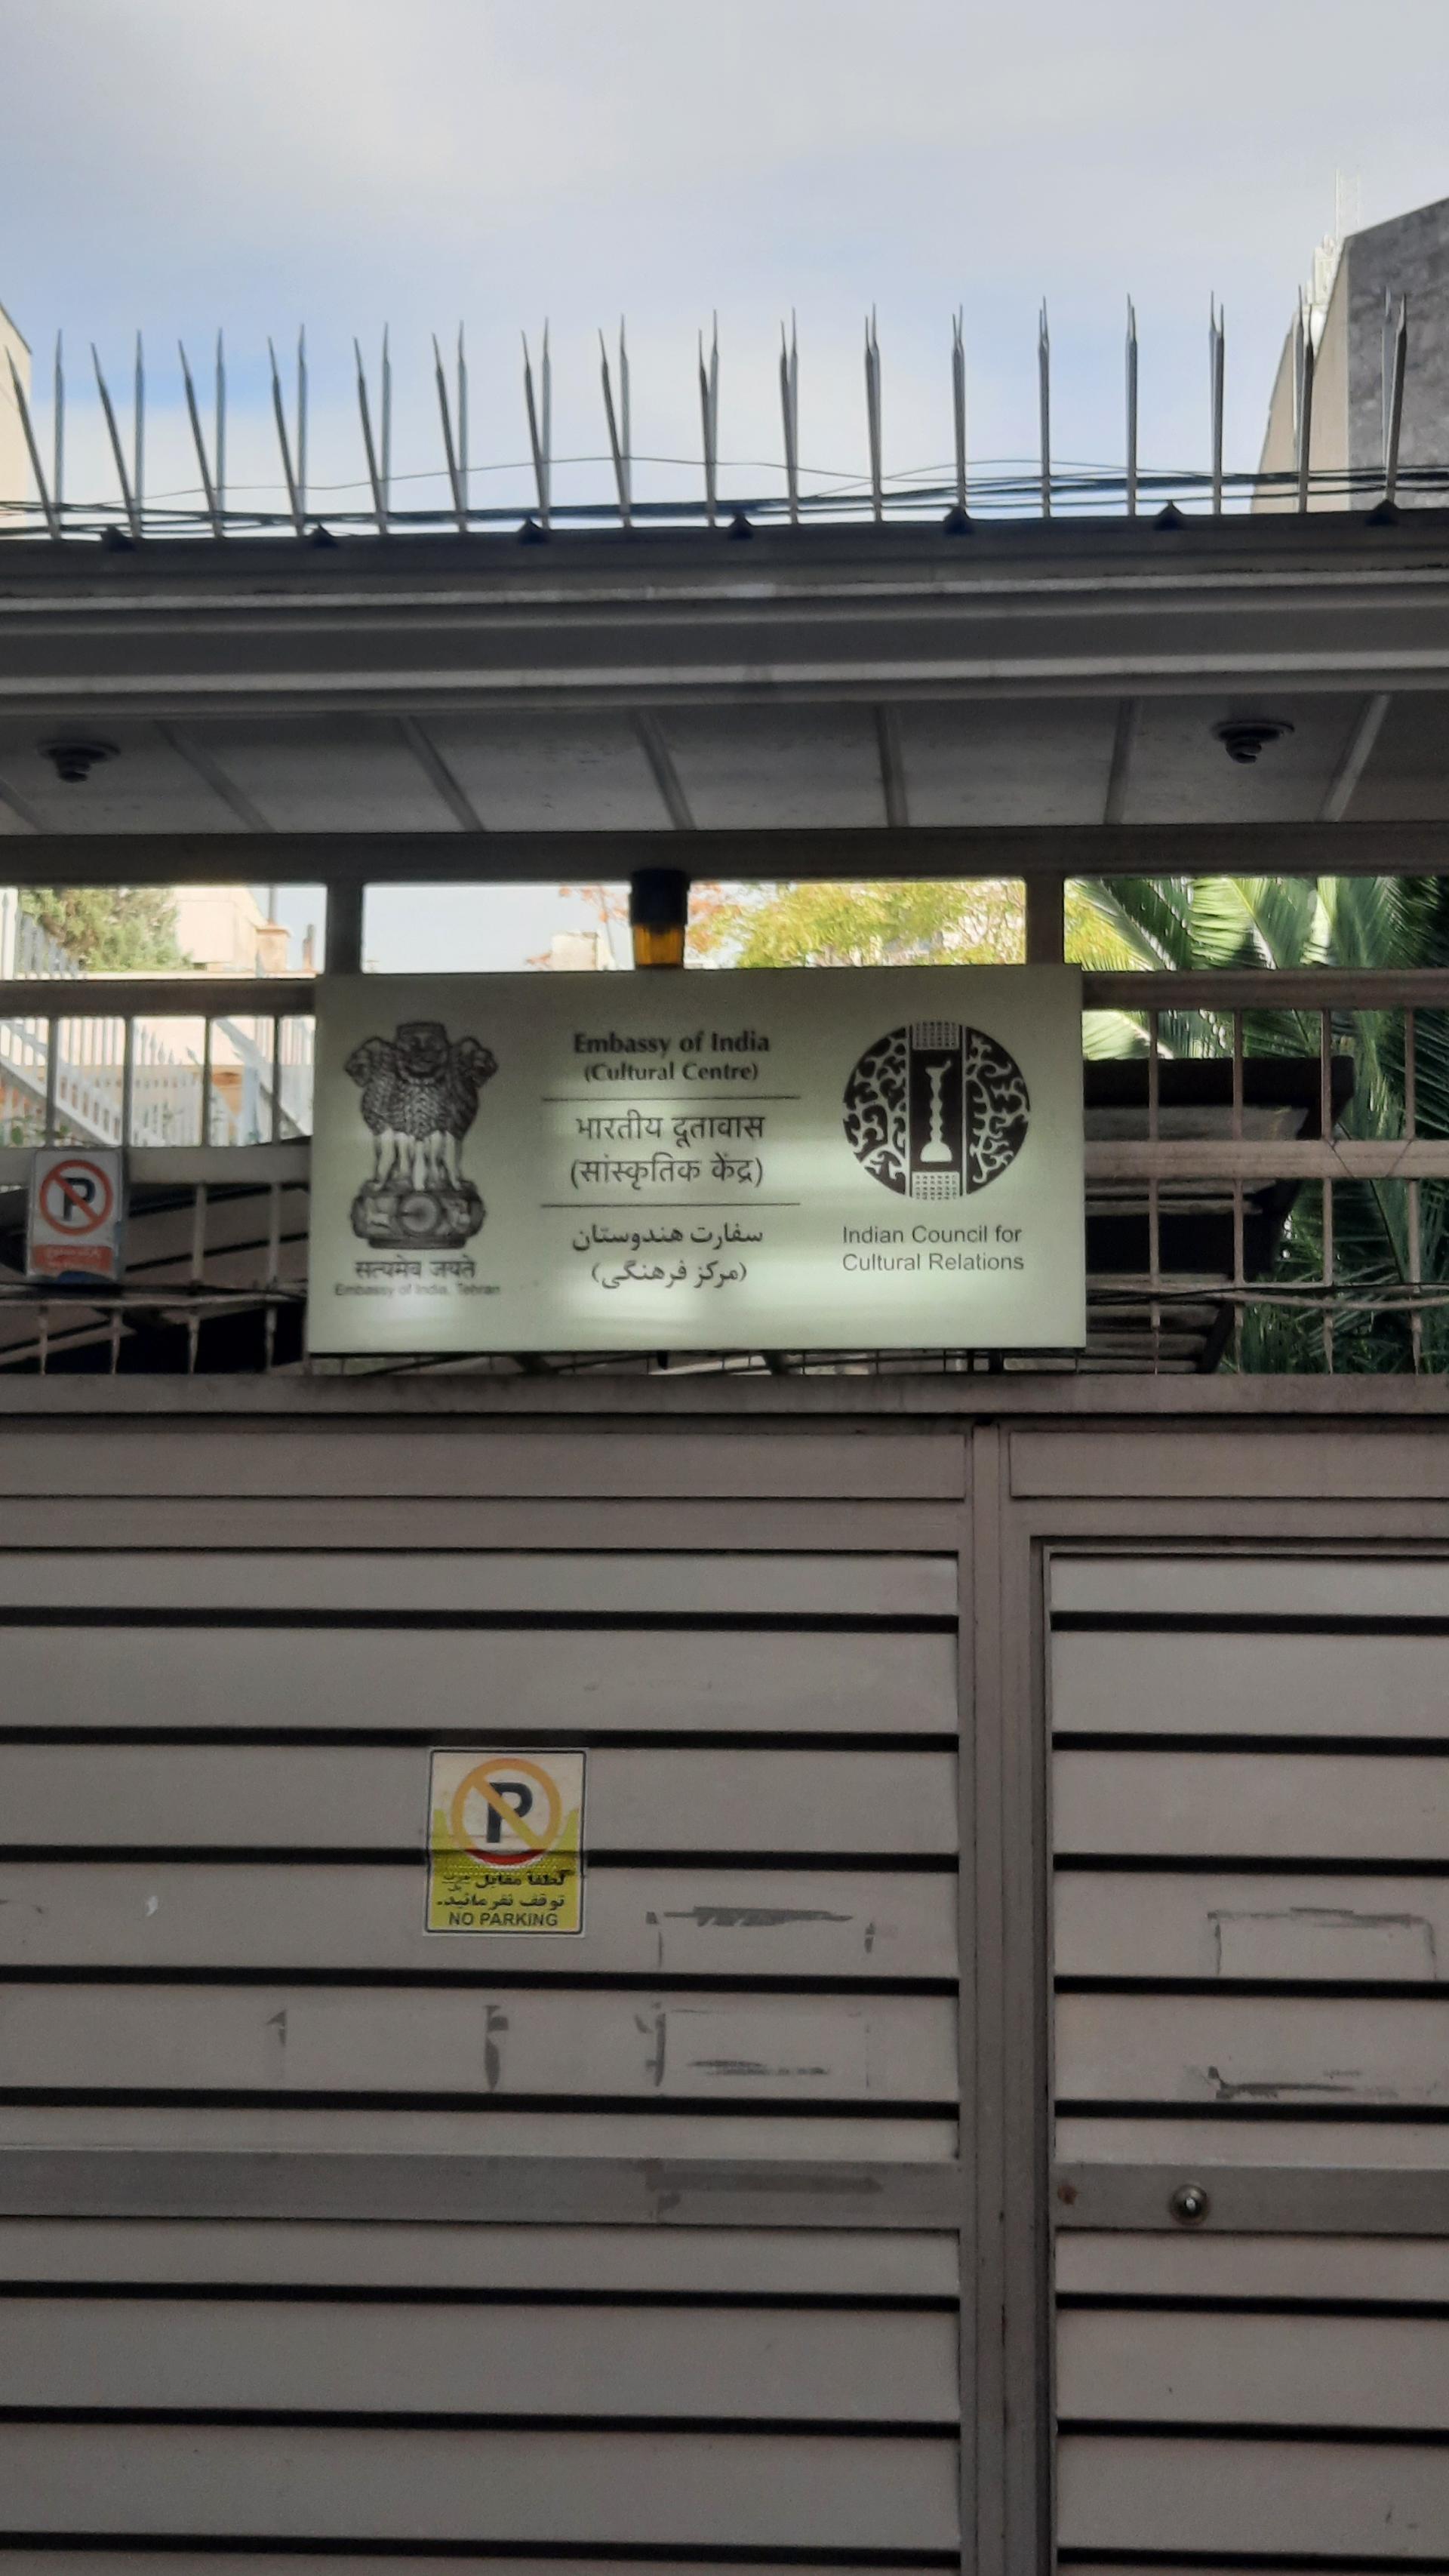 सत्यमेव जयते
Embassy of India, Tehran
Embassy of India
(Cultural Centre)
भारतीय दूतावास
(सांस्कृतिक केंद्र)
سفارت هندوستان
(مرکز فرهنگی)
Indian Council for
Cultural Relations
P
P
لطفا مقابل
توقف نفرمائید.
NO PARKING